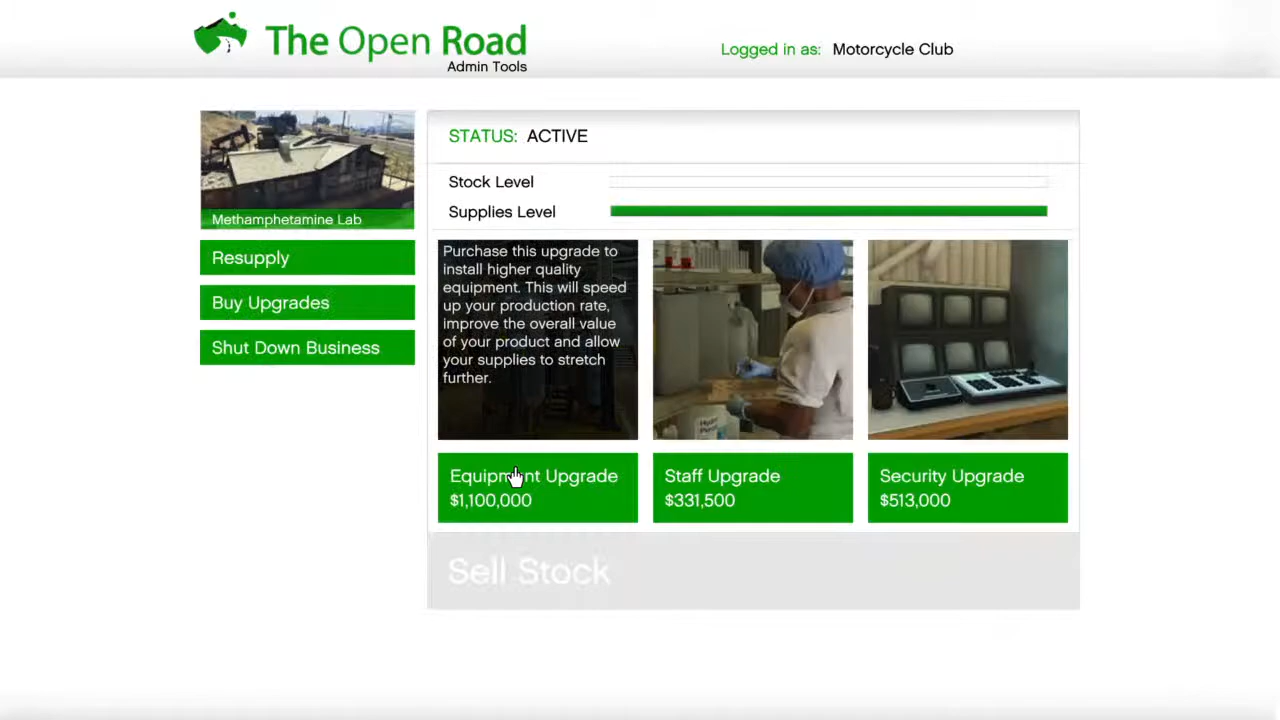 The Open Road
Admin Tools
Logged in as: Motorcycle Club
Methamphetamine Lab
Resupply
Buy Upgrades
Shut Down Business
STATUS: ACTIVE
Stock Level
Supplies Level
Purchase this upgrade to
install higher quality
equipment. This will speed
up your production rate,
improve the overall value
of your product and allow
your supplies to stretch
further.
Equipment Upgrade
$1,100,000
Staff Upgrade
$331,500
Security Upgrade
$513,000
Sell Stock